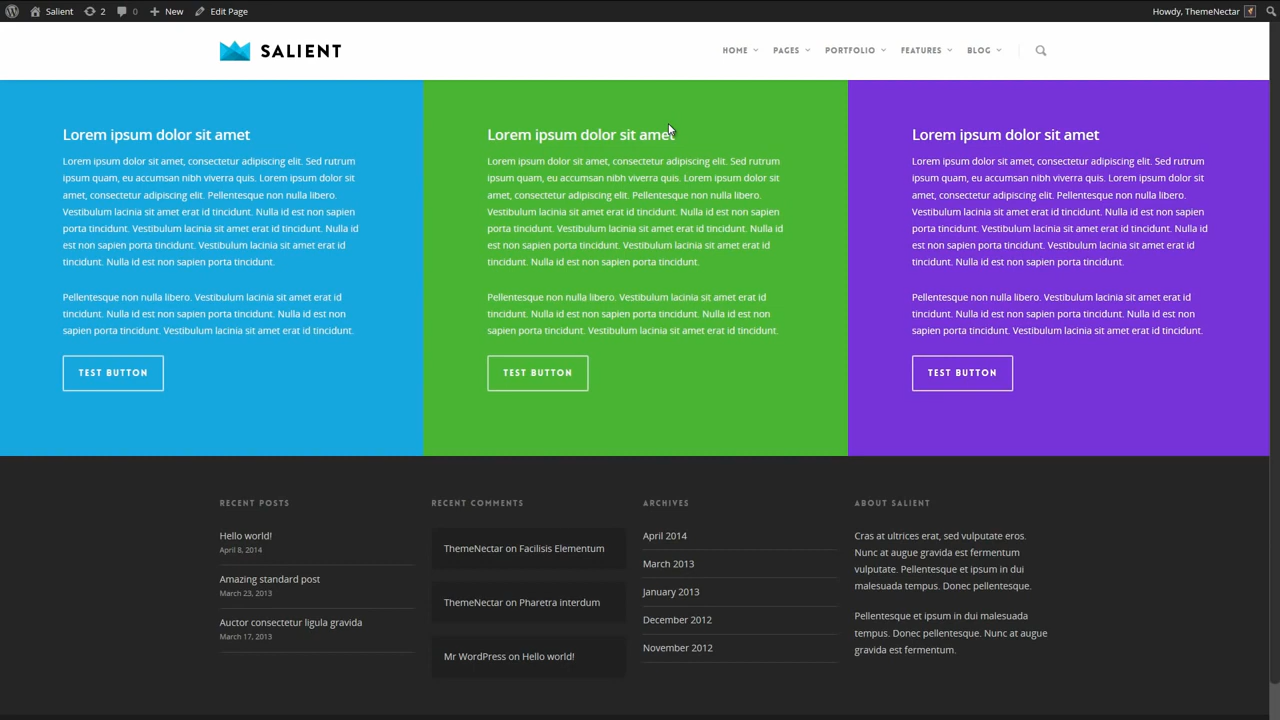 Salient 2 0 New Edit Page Howdy, ThemeNectar
SALIENT HOME PAGES PORTFOLIO FEATURES BLOG
Lorem ipsum dolor sit amet
Lorem ipsum dolor sit amet, consectetur adipiscing elit. Sed rutrum
ipsum quam, eu accumsan nibh viverra quis. Lorem ipsum dolor sit
amet, consectetur adipiscing elit. Pellentesque non nulla libero.
Vestibulum lacinia sit amet erat id tincidunt. Nulla id est non sapien
porta tincidunt. Vestibulum lacinia sit amet erat id tincidunt. Nulla id
est non sapien porta tincidunt. Vestibulum lacinia sit amet erat id
tincidunt. Nulla id est non sapien porta tincidunt.
Pellentesque non nulla libero. Vestibulum lacinia sit amet erat id
tincidunt. Nulla id est non sapien porta tincidunt. Nulla id est non
sapien porta tincidunt. Vestibulum lacinia sit amet erat id tincidunt.
TEST BUTTON
Lorem ipsum dolor sit amet
Lorem ipsum dolor sit amet, consectetur adipiscing elit. Sed rutrum
ipsum quam, eu accumsan nibh viverra quis. Lorem ipsum dolor sit
amet, consectetur adipiscing elit. Pellentesque non nulla libero.
Vestibulum lacinia sit amet erat id tincidunt. Nulla id est non sapien
porta tincidunt. Vestibulum lacinia sit amet erat id tincidunt. Nulla id
est non sapien porta tincidunt. Vestibulum lacinia sit amet erat id
tincidunt. Nulla id est non sapien porta tincidunt.
Pellentesque non nulla libero. Vestibulum lacinia sit amet erat id
tincidunt. Nulla id est non sapien porta tincidunt. Nulla id est non
sapien porta tincidunt. Vestibulum lacinia sit amet erat id tincidunt.
TEST BUTTON
Lorem ipsum dolor sit amet
Lorem ipsum dolor sit amet, consectetur adipiscing elit. Sed rutrum
ipsum quam, eu accumsan nibh viverra quis. Lorem ipsum dolor sit
amet, consectetur adipiscing elit. Pellentesque non nulla libero.
Vestibulum lacinia sit amet erat id tincidunt. Nulla id est non sapien
porta tincidunt. Vestibulum lacinia sit amet erat id tincidunt. Nulla id
est non sapien porta tincidunt. Vestibulum lacinia sit amet erat id
tincidunt. Nulla id est non sapien porta tincidunt.
Pellentesque non nulla libero. Vestibulum lacinia sit amet erat id
tincidunt. Nulla id est non sapien porta tincidunt. Nulla id est non
sapien porta tincidunt. Vestibulum lacinia sit amet erat id tincidunt.
TEST BUTTON
RECENT POSTS
Hello world!
April 8, 2014
Amazing standard post
March 23, 2013
Auctor consectetur ligula gravida
March 17, 2013
RECENT COMMENTS
ThemeNectar on Facilisis Elementum
ThemeNectar on Pharetra interdum
Mr WordPress on Hello world!
ARCHIVES
April 2014
March 2013
January 2013
December 2012
November 2012
ABOUT SALIENT
Cras at ultrices erat, sed vulputate eros.
Nunc at augue gravida est fermentum
vulputate. Pellentesque et ipsum in dui
malesuada tempus. Donec pellentesque.
Pellentesque et ipsum in dui malesuada
tempus. Donec pellentesque. Nunc at augue
gravida est fermentum.